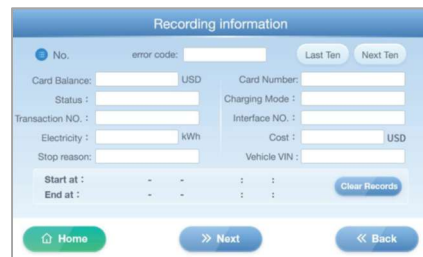 Recording information
No. error code: Last Ten Next Ten
Card Balance: USD Card Number:
Status : Charging Mode :
Transaction NO. : Interface NO. :
Electricity : kWh Cost : USD
Stop reason: Vehicle VIN :
Start at : - - : :
End at : - - : :
Clear Records
Home Next Back